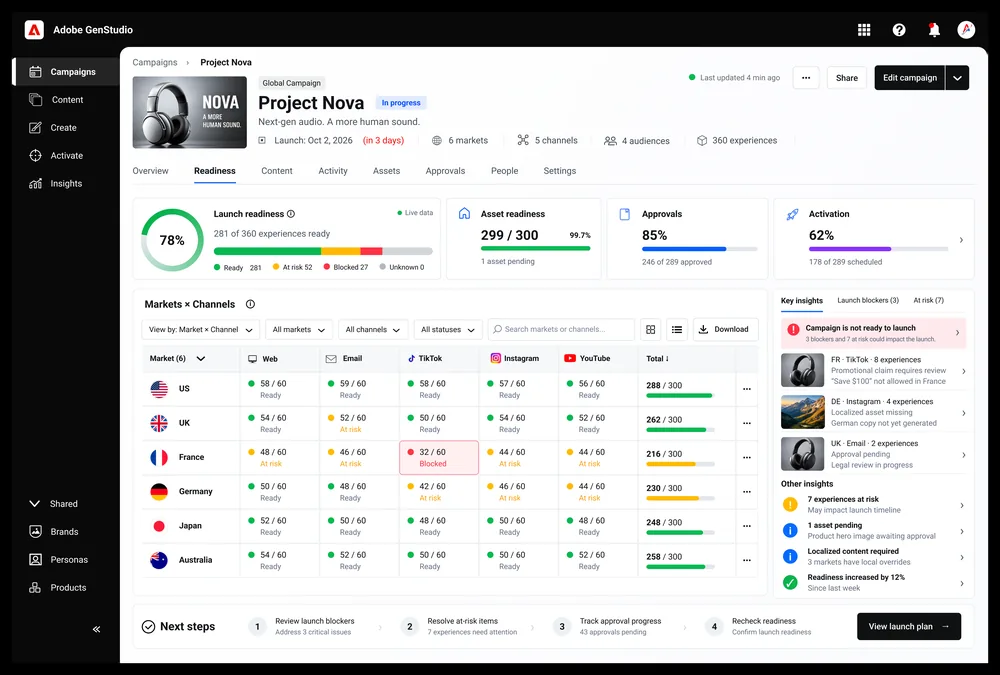 Adobe GenStudio
Campaigns
Content
Create
Activate
Insights
Shared
Brands
Personas
Products
Campaigns › Project Nova
NOVA
A MORE
HUMAN SOUND.
Global Campaign
Project Nova
In progress
Next-gen audio. A more human sound.
Launch: Oct 2, 2026 (in 3 days)
6 markets
5 channels
4 audiences
360 experiences
Last updated 4 min ago
Share
Edit campaign
Overview
Readiness
Content
Activity
Assets
Approvals
People
Settings
78%
Launch readiness
Live data
281 of 360 experiences ready
Ready 281
At risk 52
Blocked 27
Unknown 0
Asset readiness
299 / 300
99.7%
1 asset pending
Approvals
85%
246 of 289 approved
Activation
62%
178 of 289 scheduled
Markets × Channels
View by: Market × Channel
All markets
All channels
All statuses
Search markets or channels...
Download
Market (6)
Web
Email
TikTok
Instagram
YouTube
Total ↓
US
58 / 60
Ready
59 / 60
Ready
58 / 60
Ready
57 / 60
Ready
56 / 60
Ready
288 / 300
UK
54 / 60
Ready
52 / 60
At risk
50 / 60
Ready
54 / 60
Ready
52 / 60
Ready
262 / 300
France
48 / 60
At risk
46 / 60
At risk
32 / 60
Blocked
44 / 60
At risk
44 / 60
At risk
216 / 300
Germany
50 / 60
Ready
48 / 60
Ready
42 / 60
At risk
46 / 60
At risk
44 / 60
At risk
230 / 300
Japan
52 / 60
Ready
50 / 60
Ready
48 / 60
Ready
50 / 60
Ready
48 / 60
Ready
248 / 300
Australia
54 / 60
Ready
52 / 60
Ready
50 / 60
Ready
50 / 60
Ready
52 / 60
Ready
258 / 300
Key insights
Launch blockers (3)
At risk (7)
Campaign is not ready to launch
3 blockers and 7 at risk could impact the launch.
FR · TikTok · 8 experiences
Promotional claim requires review
"Save $100" not allowed in France
DE · Instagram · 4 experiences
Localized asset missing
German copy not yet generated
UK · Email · 2 experiences
Approval pending
Legal review in progress
Other insights
7 experiences at risk
May impact launch timeline
1 asset pending
Product hero image awaiting approval
Localized content required
3 markets have local overrides
Readiness increased by 12%
Since last week
Next steps
1
Review launch blockers
Address 3 critical issues
2
Resolve at-risk items
7 experiences need attention
3
Track approval progress
43 approvals pending
4
Recheck readiness
Confirm launch readiness
View launch plan →